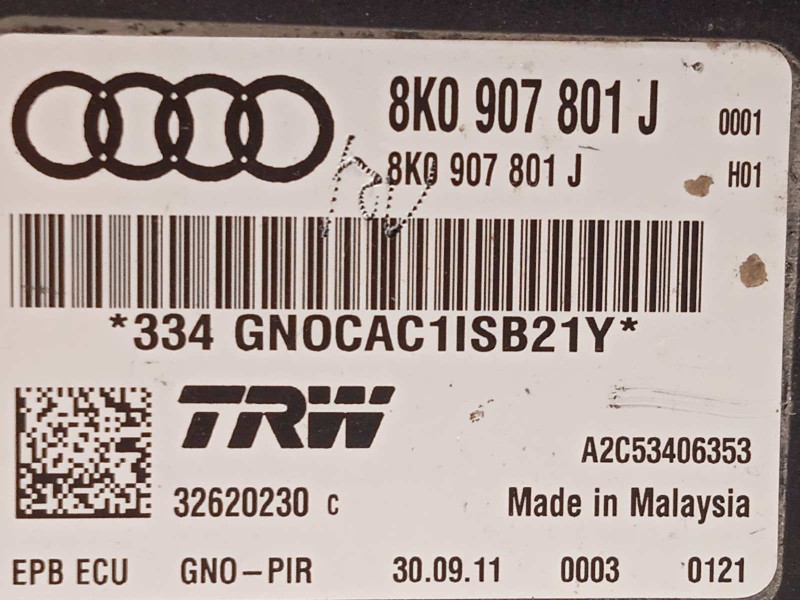 8K0 907 801 J 0001
8K0 907 801 J H01
*334 GNOCAC1ISB21Y*
TRW
A2C53406353
32620230 c Made in Malaysia
EPB ECU GNO-PIR 30.09.11 0003 0121